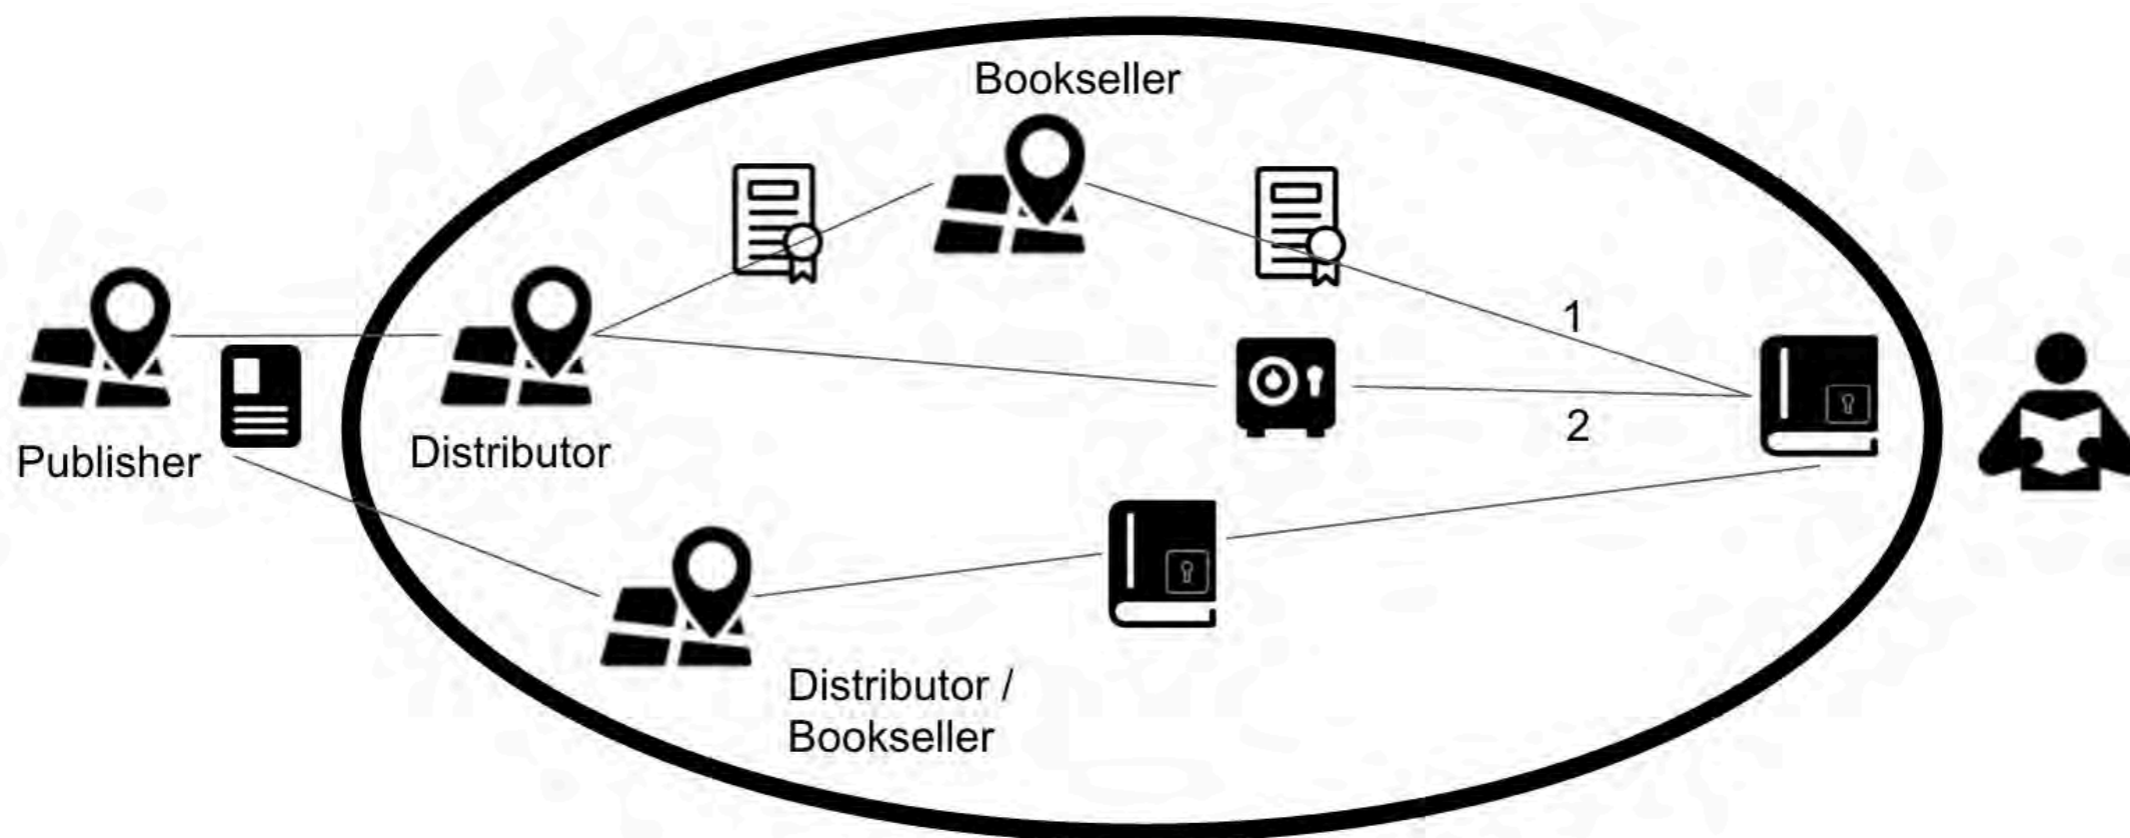 Bookseller
1
Publisher
Distributor
2
Distributor /
Bookseller